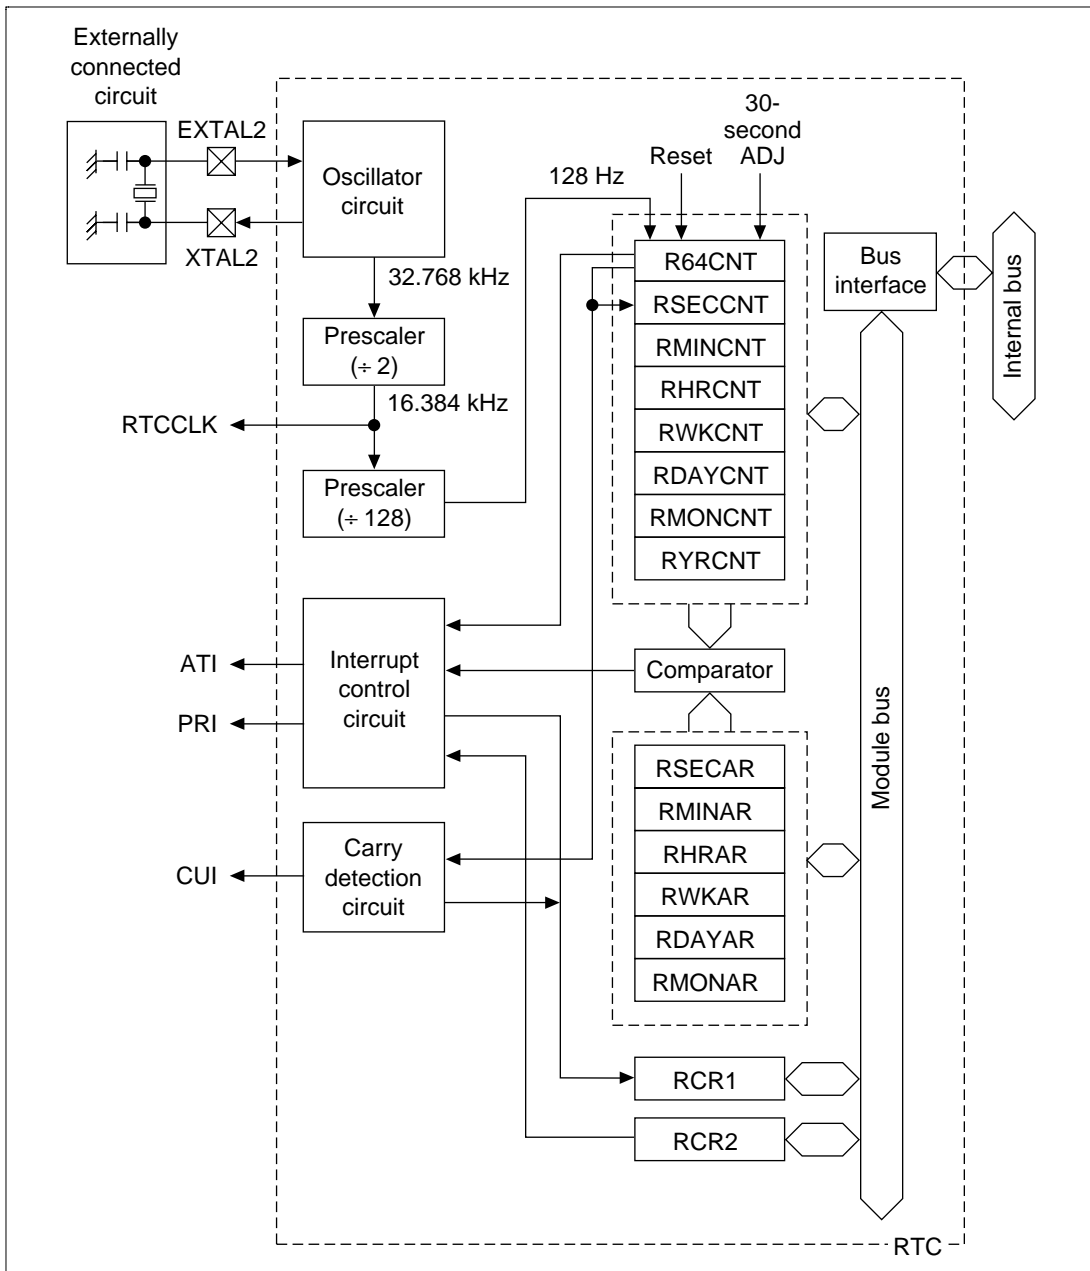 Externally
connected
circuit
EXTAL2
XTAL2
Oscillator
circuit
32.768 kHz
Prescaler
(÷ 2)
16.384 kHz
RTCCLK
Prescaler
(÷ 128)
128 Hz
Reset
30-
second
ADJ
R64CNT
RSECCNT
RMINCNT
RHRCNT
RWKCNT
RDAYCNT
RMONCNT
RYRCNT
Bus
interface
Internal bus
ATI
PRI
Interrupt
control
circuit
Comparator
Module bus
RSECAR
RMINAR
RHRAR
RWKAR
RDAYAR
RMONAR
CUI
Carry
detection
circuit
RCR1
RCR2
RTC